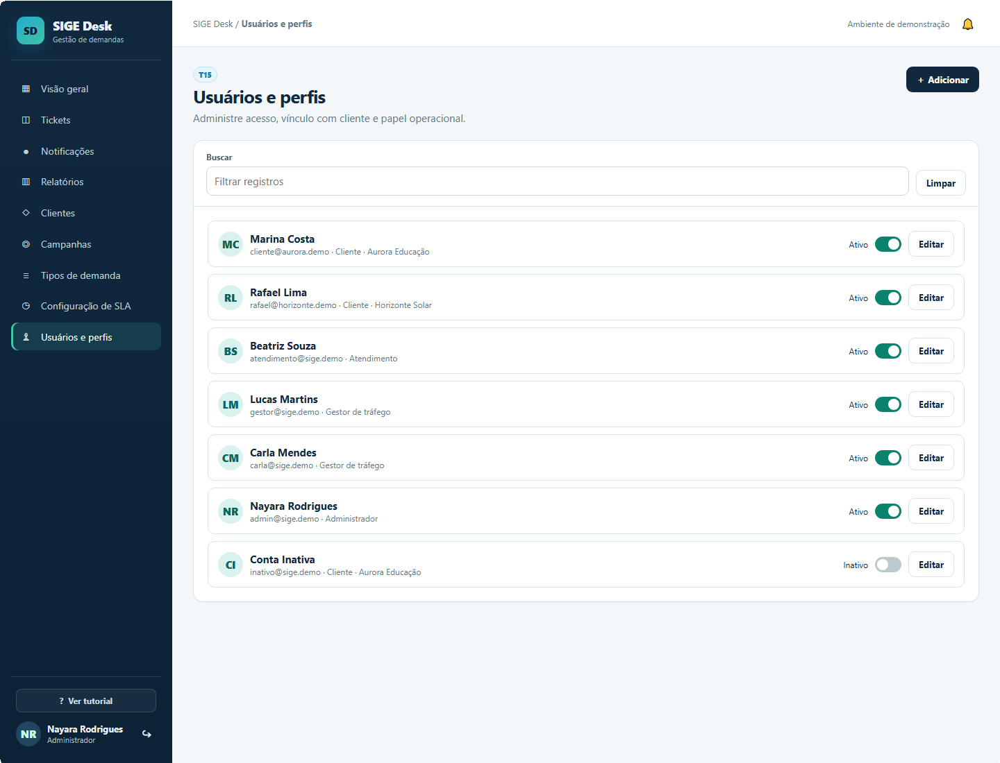 SD
SIGE Desk
Gestão de demandas
Visão geral
Tickets
Notificações
Relatórios
Clientes
Campanhas
Tipos de demanda
Configuração de SLA
Usuários e perfis
? Ver tutorial
NR
Nayara Rodrigues
Administrador
SIGE Desk / Usuários e perfis
Ambiente de demonstração
T15
Usuários e perfis
Administre acesso, vínculo com cliente e papel operacional.
+ Adicionar
Buscar
Filtrar registros
Limpar
MC
Marina Costa
cliente@aurora.demo · Cliente · Aurora Educação
Ativo
Editar
RL
Rafael Lima
rafael@horizonte.demo · Cliente · Horizonte Solar
Ativo
Editar
BS
Beatriz Souza
atendimento@sige.demo · Atendimento
Ativo
Editar
LM
Lucas Martins
gestor@sige.demo · Gestor de tráfego
Ativo
Editar
CM
Carla Mendes
carla@sige.demo · Gestor de tráfego
Ativo
Editar
NR
Nayara Rodrigues
admin@sige.demo · Administrador
Ativo
Editar
CI
Conta Inativa
inativo@sige.demo · Cliente · Aurora Educação
Inativo
Editar